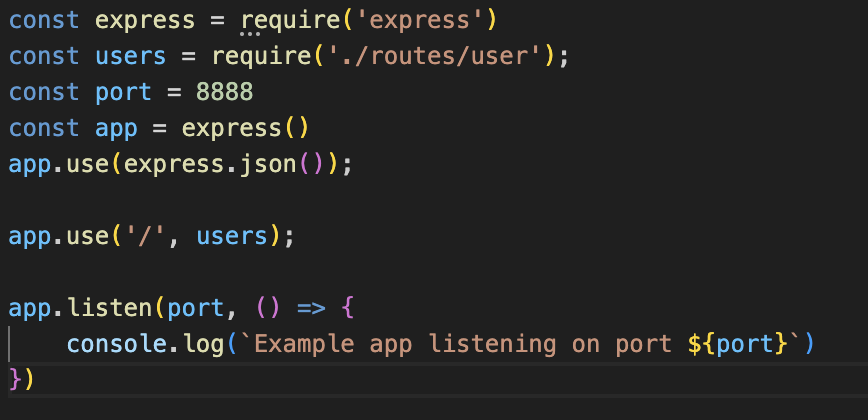 const express = require('express')
const users = require('./routes/user');
const port = 8888
const app = express()
app.use(express.json());
app.use('/', users);
app.listen(port, () => {
console.log(`Example app listening on port ${port}`)
})